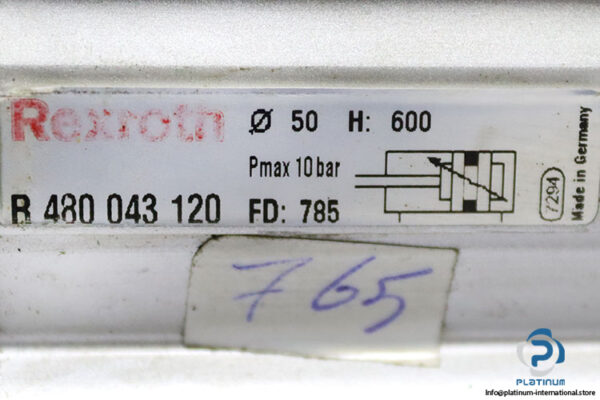 Rexroth
Ø 50 H: 600
Pmax 10 bar
R 480 043 120
FD: 785
7294
Made in Germany
765
PLATINUM
Info@platinum-international.store